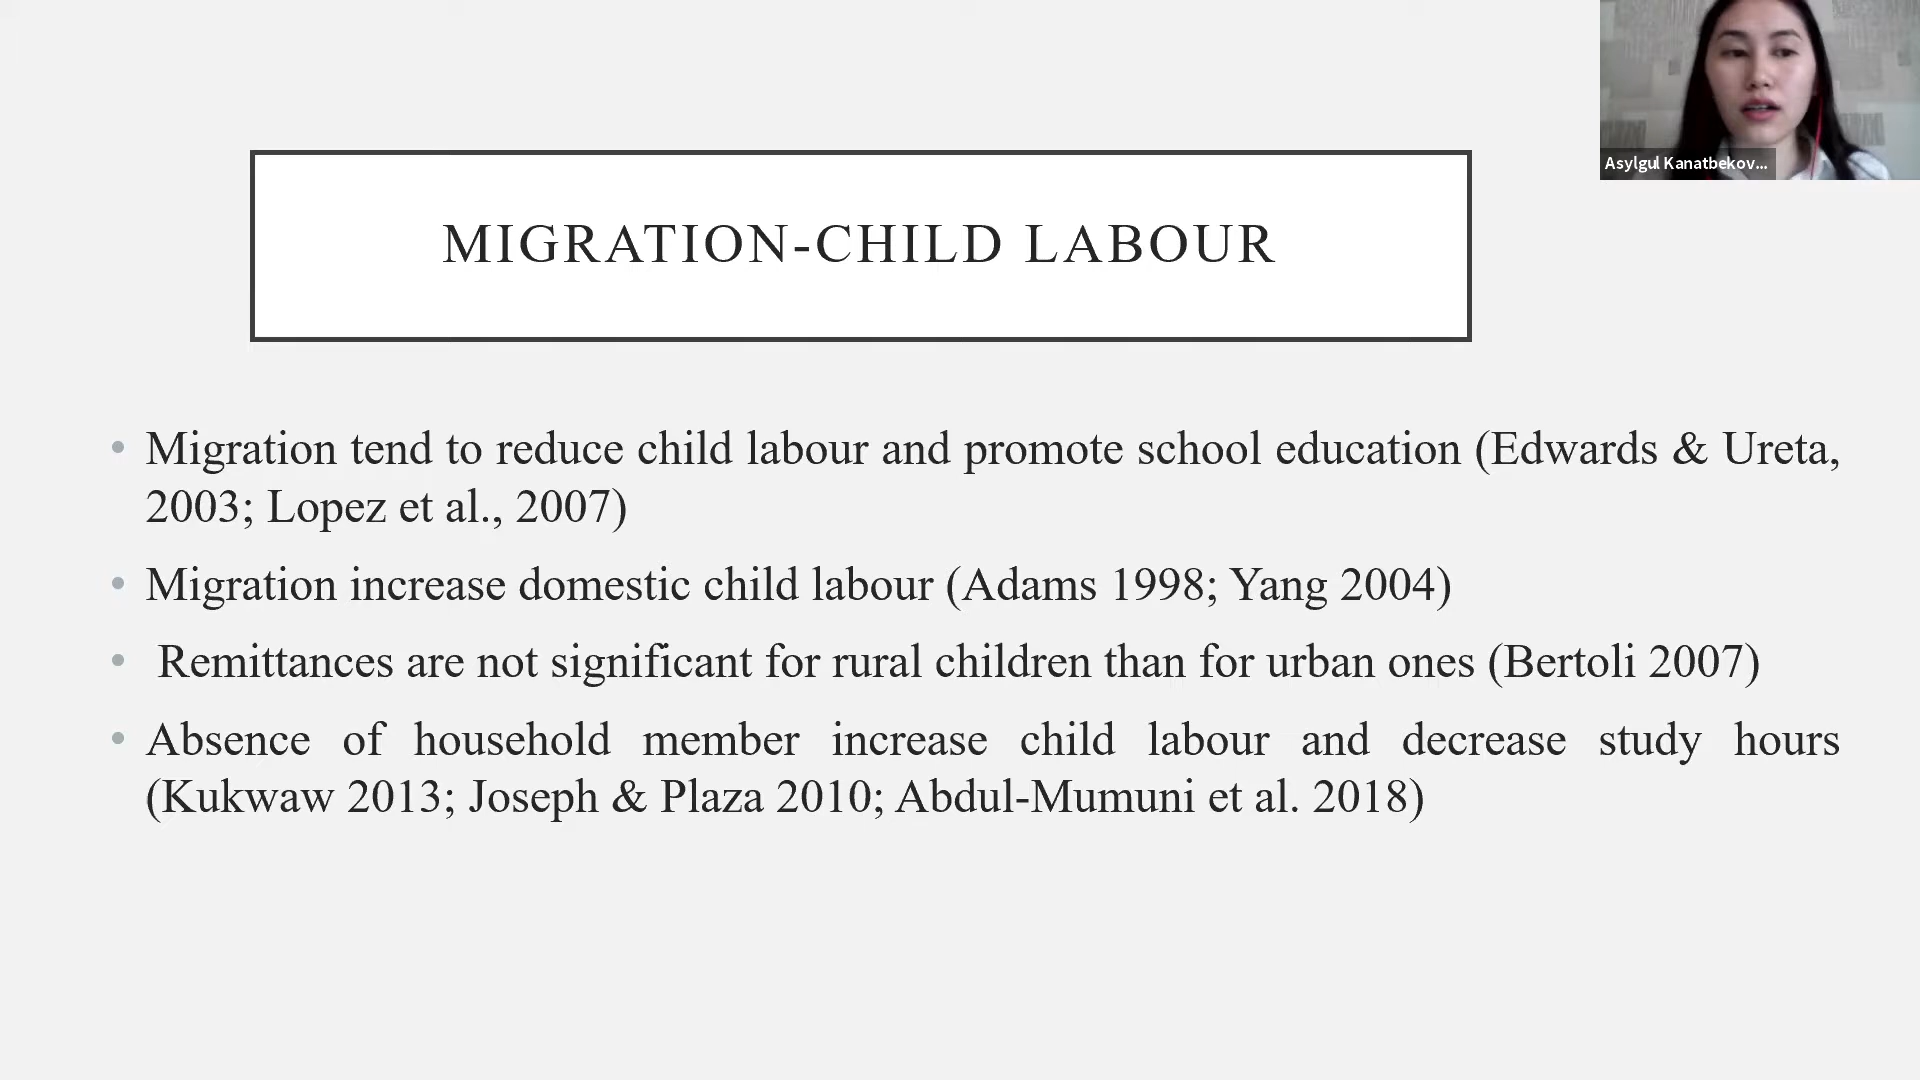 MIGRATION-CHILD LABOUR
• Migration tend to reduce child labour and promote school education (Edwards & Ureta,
2003; Lopez et al., 2007)
• Migration increase domestic child labour (Adams 1998; Yang 2004)
• Remittances are not significant for rural children than for urban ones (Bertoli 2007)
• Absence of household member increase child labour and decrease study hours
(Kukwaw 2013; Joseph & Plaza 2010; Abdul-Mumuni et al. 2018)
Asylgul Kanatbekov...